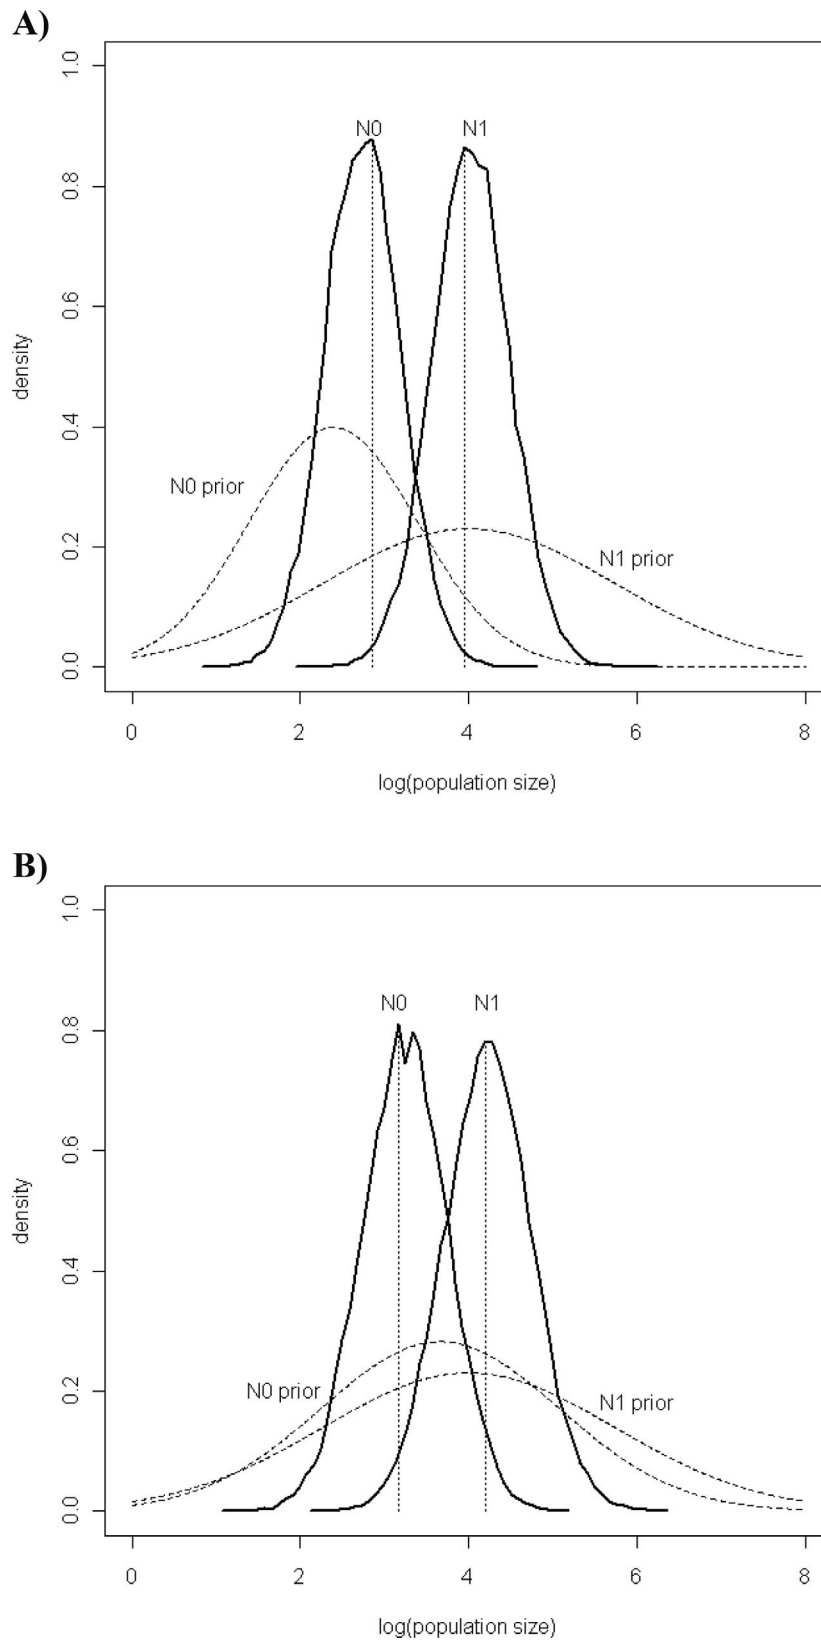 A)
1.0
N0 N1
0.8
0.6
density
0.4
N0 prior
N1 prior
0.2
0.0
0 2 4 6 8
log(population size)
B)
1.0
N0 N1
0.8
0.6
density
0.4
N0 prior
N1 prior
0.2
0.0
0 2 4 6 8
log(population size)